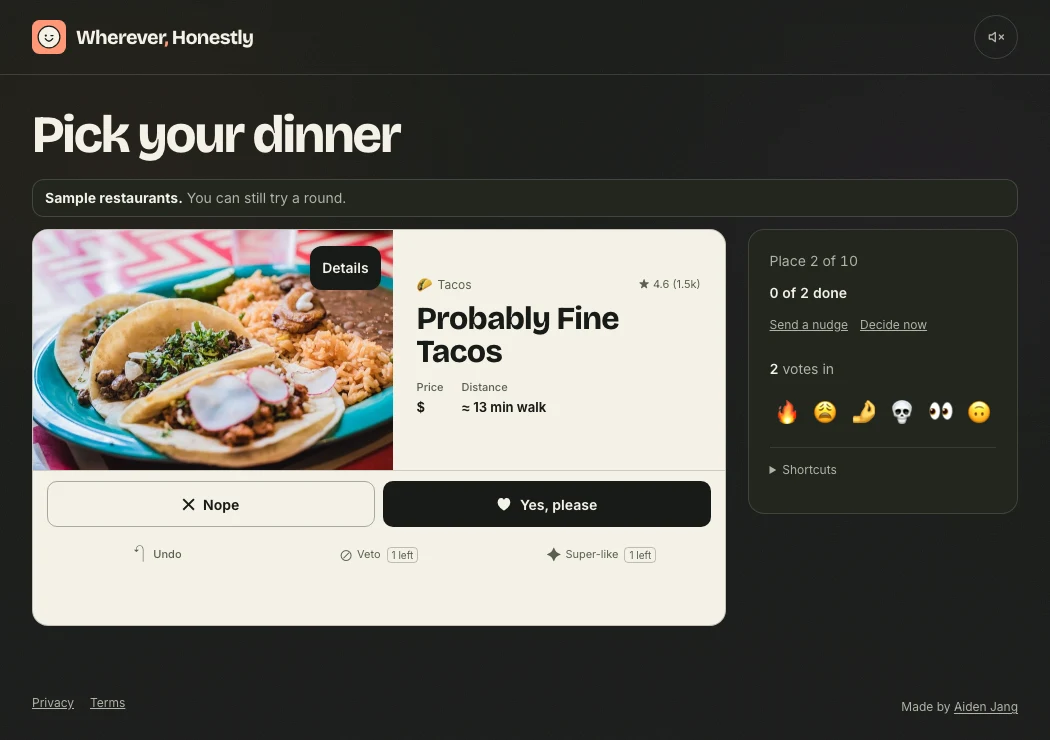 Wherever, Honestly
Pick your dinner
Sample restaurants. You can still try a round.
Details
Tacos
★ 4.6 (1.5k)
Probably Fine
Tacos
Price
Distance
$
≈ 13 min walk
Nope
Yes, please
Undo
Veto 1 left
Super-like 1 left
Place 2 of 10
0 of 2 done
Send a nudge Decide now
2 votes in
Shortcuts
Privacy Terms
Made by Aiden Jang